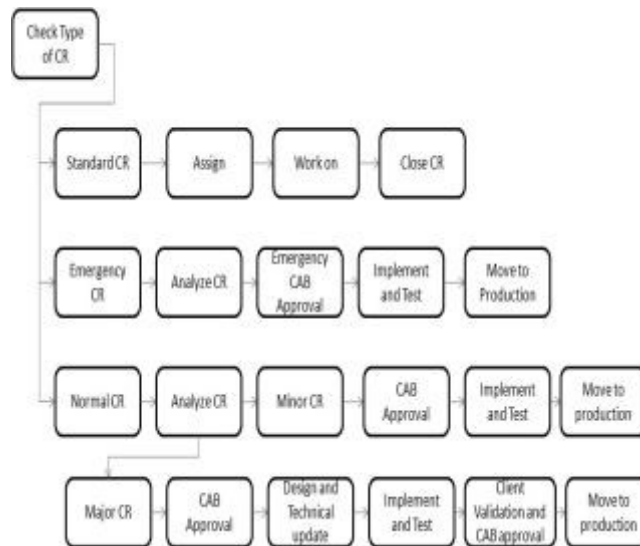 Check Type
of CR
Standard CR
Assign
Work on
Close CR
Emergency
CR
Analyze CR
Emergency
CAB
Approval
Implement
and Test
Move to
Production
Normal CR
Analyze CR
Minor CR
CAB
Approval
Implement
and Test
Move to
production
Major CR
CAB
Approval
Design and
Technical
update
Implement
and Test
Client
Validation and
CAB approval
Move to
production